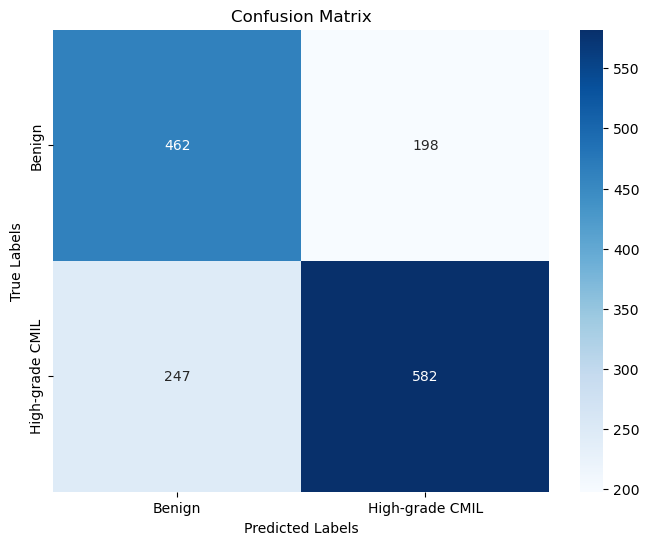 Confusion Matrix
True Labels
Benign
High-grade CMIL
462
198
247
582
Benign
High-grade CMIL
Predicted Labels
550
500
450
400
350
300
250
200